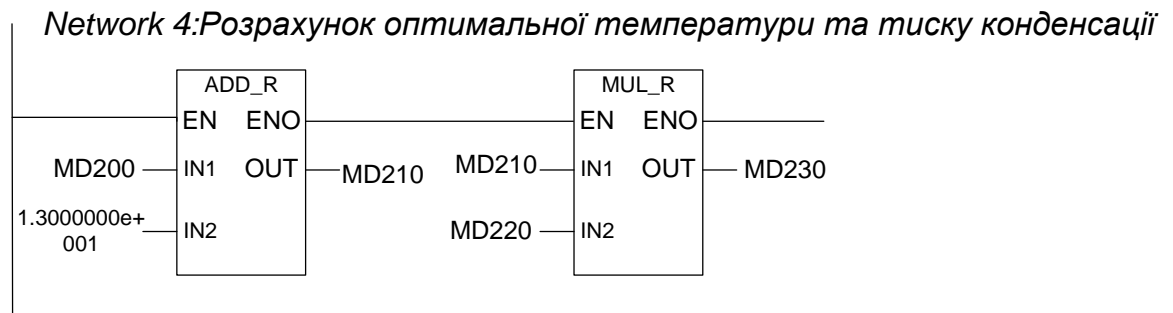 Network 4:Розрахунок оптимальної температури та тиску конденсації
ADD_R
EN ENO
MD200
IN1 OUT
MD210
1.3000000e+
001
IN2
MUL_R
EN ENO
MD210
IN1 OUT
MD230
MD220
IN2